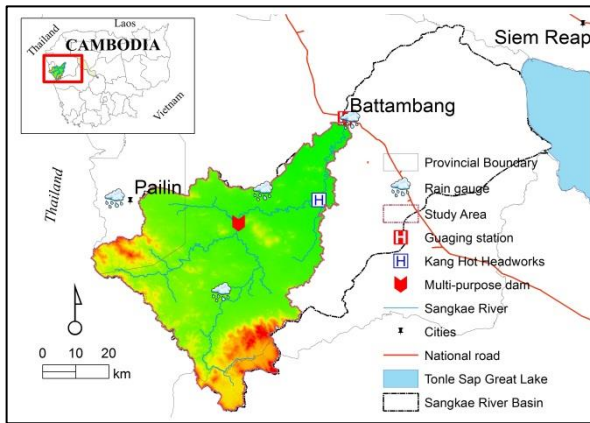 Laos
Thailand
CAMBODIA
Vietnam
Siem Reap
Battambang
Pailin
Thailand
H
H
0 10 20
km
Provincial Boundary
Rain gauge
Study Area
H Guaging station
H Kang Hot Headworks
Multi-purpose dam
Sangkae River
Cities
National road
Tonle Sap Great Lake
Sangkae River Basin